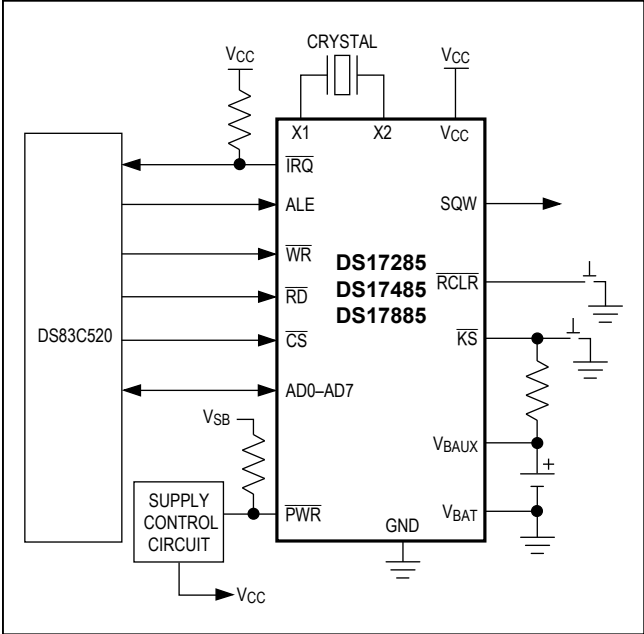 CRYSTAL
VCC
VCC
X1
X2
VCC
IRQ
ALE
SQW
WR
DS17285
DS17485
DS17885
RCLR
RD
DS83C520
CS
KS
AD0–AD7
VSB
VBAUX
+
SUPPLY
CONTROL
CIRCUIT
PWR
GND
VBAT
VCC